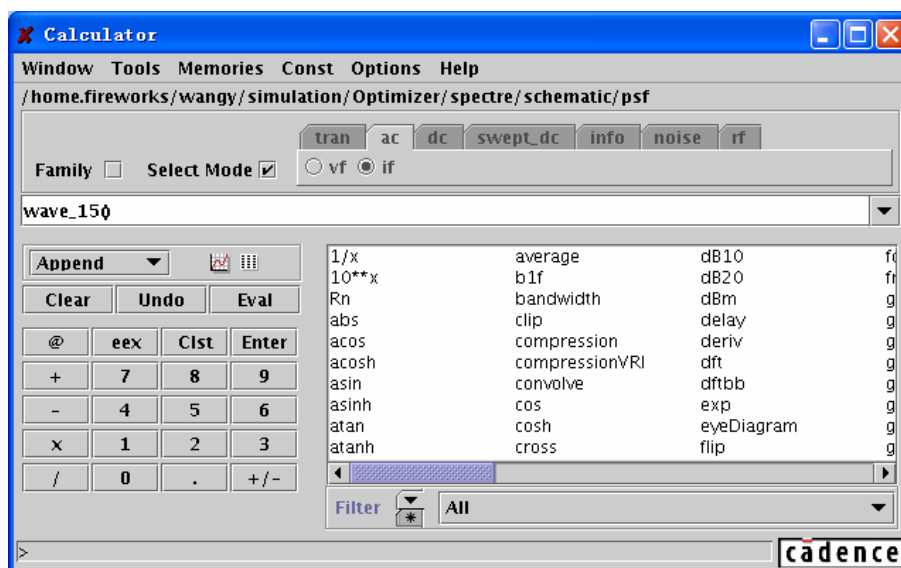 Calculator
Window Tools Memories Const Options Help
/home.fireworks/wangy/simulation/Optimizer/spectre/schematic/psf
tran ac dc swept_dc info noise rf
Family Select Mode vf if
wave_15()
Append
Clear Undo Eval
@ eex Clst Enter
+ 7 8 9
- 4 5 6
x 1 2 3
/ 0 . +/-
1/x average dB10
10**x b1f dB20
Rn bandwidth dBm
abs clip delay
acos compression deriv
acosh compressionVRI dft
asin convolve dftbb
asinh cos exp
atan cosh eyeDiagram
atanh cross flip
Filter All
>
cādence